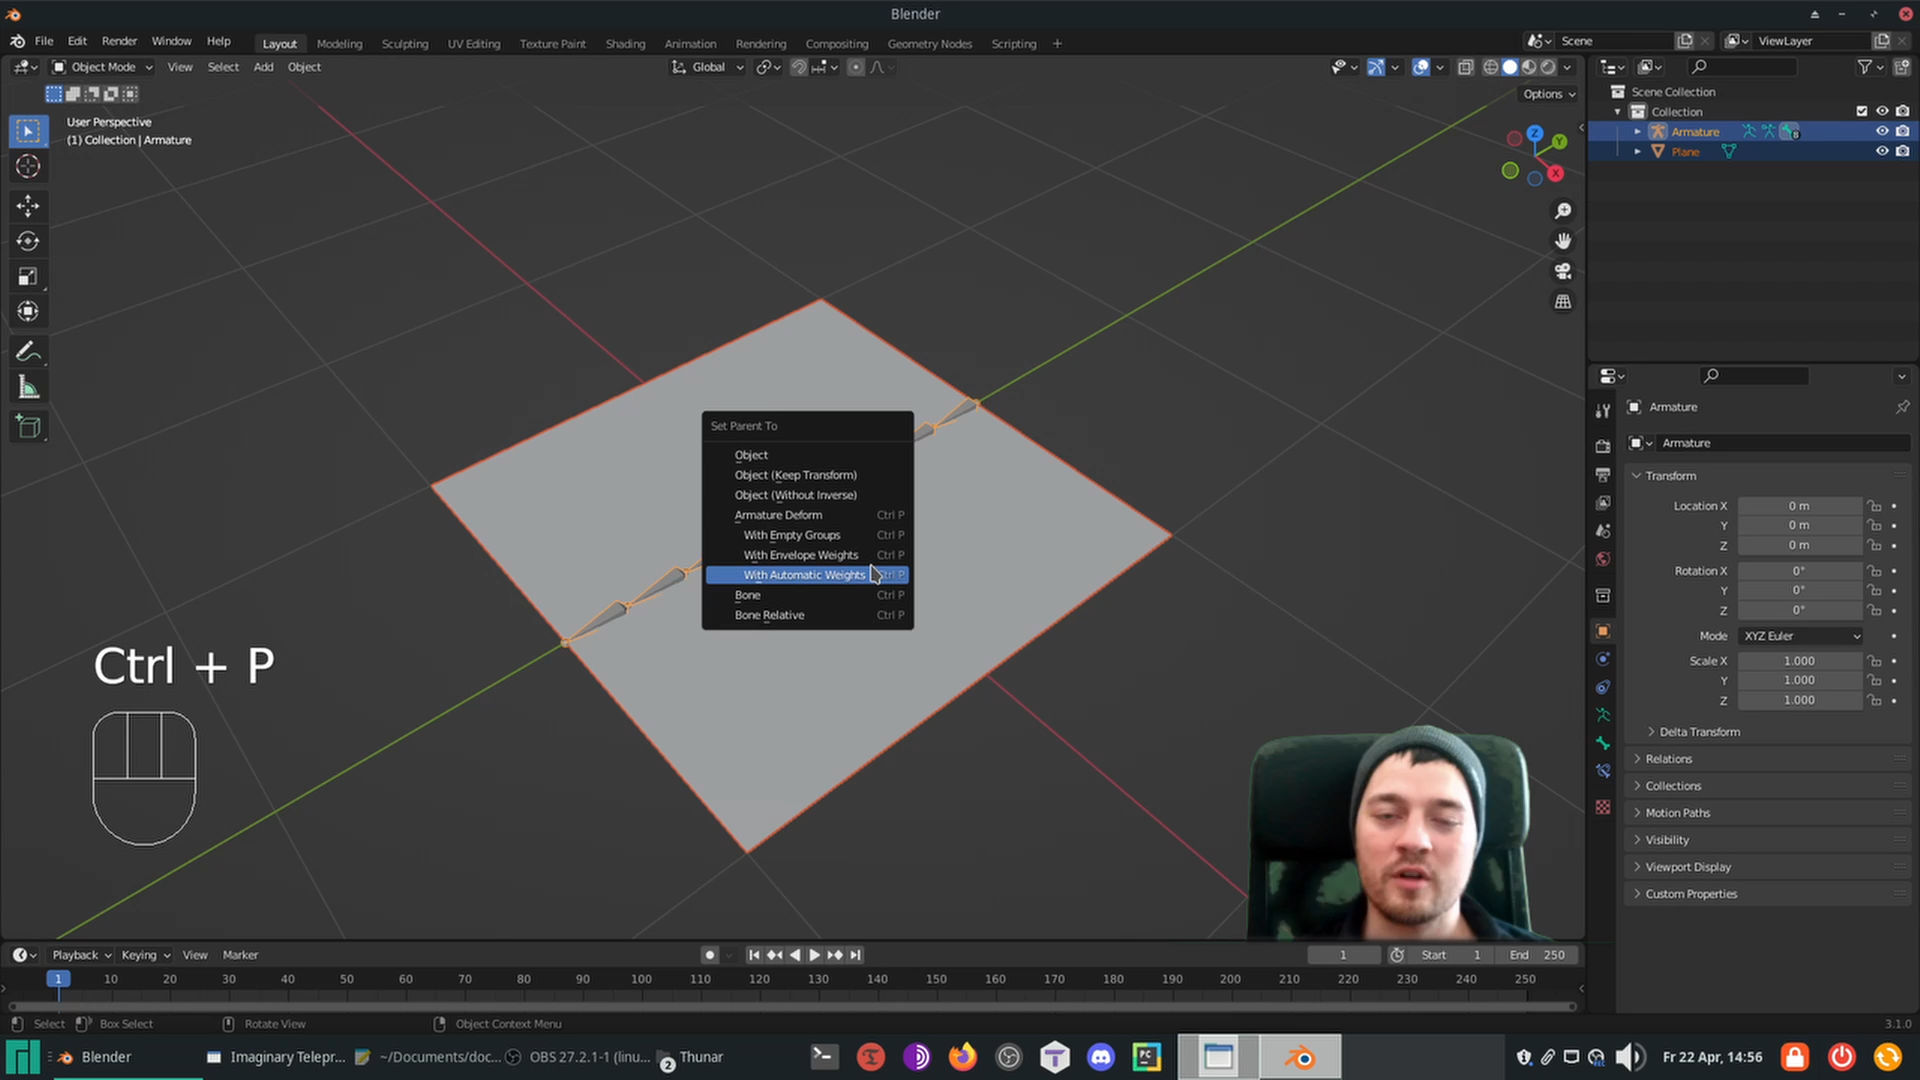 Blender
File Edit Render Window Help
Layout Modeling Sculpting UV Editing Texture Paint Shading Animation Rendering Compositing Geometry Nodes Scripting +
Scene
ViewLayer
Object Mode View Select Add Object
Global
Options
User Perspective
(1) Collection | Armature
Z
Y
X
Scene Collection
Collection
Armature
8
Plane
Set Parent To
Object
Object (Keep Transform)
Object (Without Inverse)
Armature Deform Ctrl P
With Empty Groups Ctrl P
With Envelope Weights Ctrl P
With Automatic Weights Ctrl P
Bone Ctrl P
Bone Relative Ctrl P
Ctrl + P
Armature
Armature
Transform
Location X 0 m
Y 0 m
Z 0 m
Rotation X 0°
Y 0°
Z 0°
Mode XYZ Euler
Scale X 1.000
Y 1.000
Z 1.000
Delta Transform
Relations
Collections
Motion Paths
Visibility
Viewport Display
Custom Properties
Playback Keying View Marker
1 Start 1 End 250
1 10 20 30 40 50 60 70 80 90 100 110 120 130 140 150 160 170 180 190 200 210 220 230 240 250
Select Box Select Rotate View Object Context Menu
3.1.0
Blender Imaginary Telepr... ~/Documents/doc... OBS 27.2.1-1 (linu... 2 Thunar
PC
Fr 22 Apr, 14:56